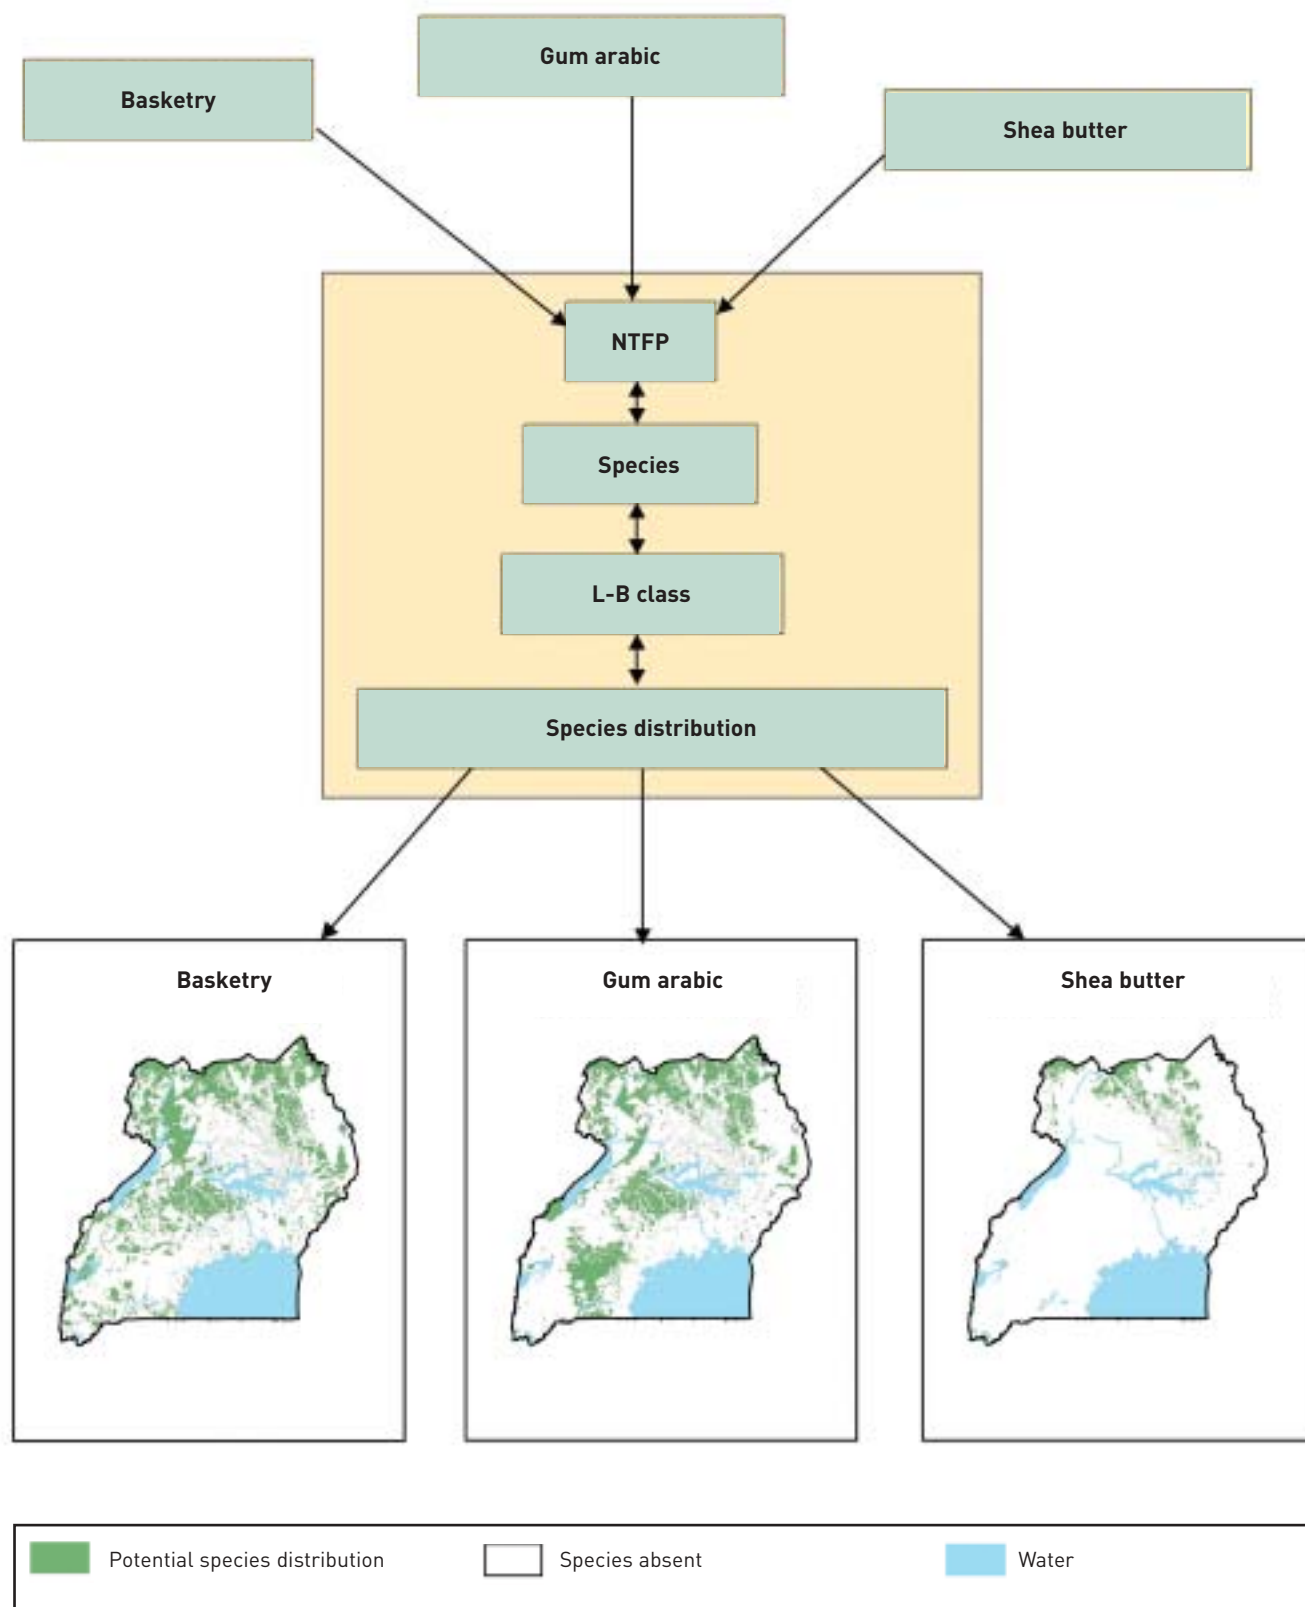 Gum arabic
Basketry
Shea butter
NTFP
Species
L-B class
Species distribution
Basketry
Gum arabic
Shea butter
Potential species distribution
Species absent
Water